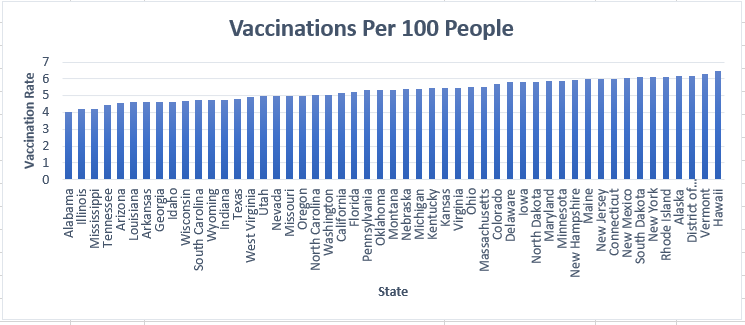 Vaccinations Per 100 People
Vaccination Rate
7
6
5
4
3
2
1
0
Alabama
Illinois
Mississippi
Tennessee
Arizona
Louisiana
Arkansas
Georgia
Idaho
Wisconsin
South Carolina
Wyoming
Indiana
Texas
West Virginia
Utah
Nevada
Missouri
Oregon
North Carolina
Washington
California
Florida
Pennsylvania
Oklahoma
Montana
Nebraska
Michigan
Kentucky
Kansas
Virginia
Ohio
Massachusetts
Colorado
Delaware
Iowa
North Dakota
Maryland
Minnesota
New Hampshire
Maine
New Jersey
Connecticut
New Mexico
South Dakota
New York
Rhode Island
Alaska
District of...
Vermont
Hawaii
State